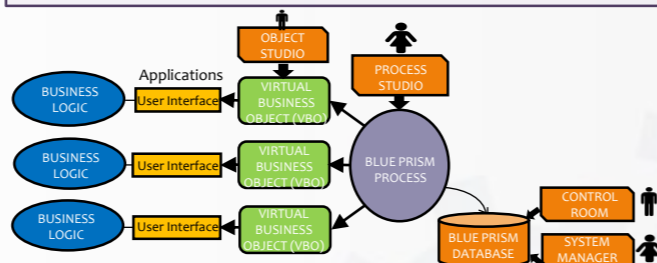 OBJECT
STUDIO
PROCESS
STUDIO
Applications
BUSINESS
LOGIC
User Interface
VIRTUAL
BUSINESS
OBJECT (VBO)
BUSINESS
LOGIC
User Interface
VIRTUAL
BUSINESS
OBJECT (VBO)
BLUE PRISM
PROCESS
BUSINESS
LOGIC
User Interface
VIRTUAL
BUSINESS
OBJECT (VBO)
CONTROL
ROOM
BLUE PRISM
DATABASE
SYSTEM
MANAGER